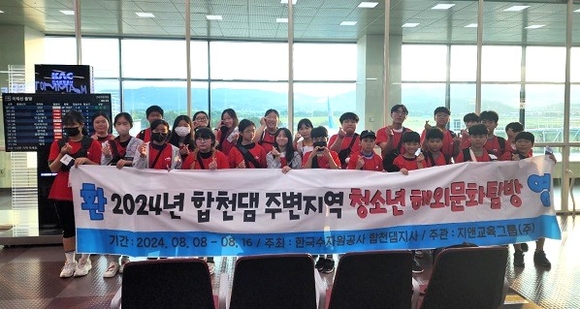 KAC
환 2024년 합천댐 주변지역 청소년 해외문화탐방 영
기간 : 2024. 08. 08 - 08. 16 / 주최 : 한국수자원공사 합천댐지사 / 주관 : 지앤교육그룹(주)